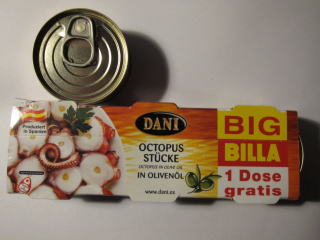 Produziert
in Spanien
DANI
OCTOPUS
STÜCKE
OCTOPUS IN OLIVE OIL
IN OLIVENÖL
www.dani.es
BIG
BILLA
1 Dose
gratis